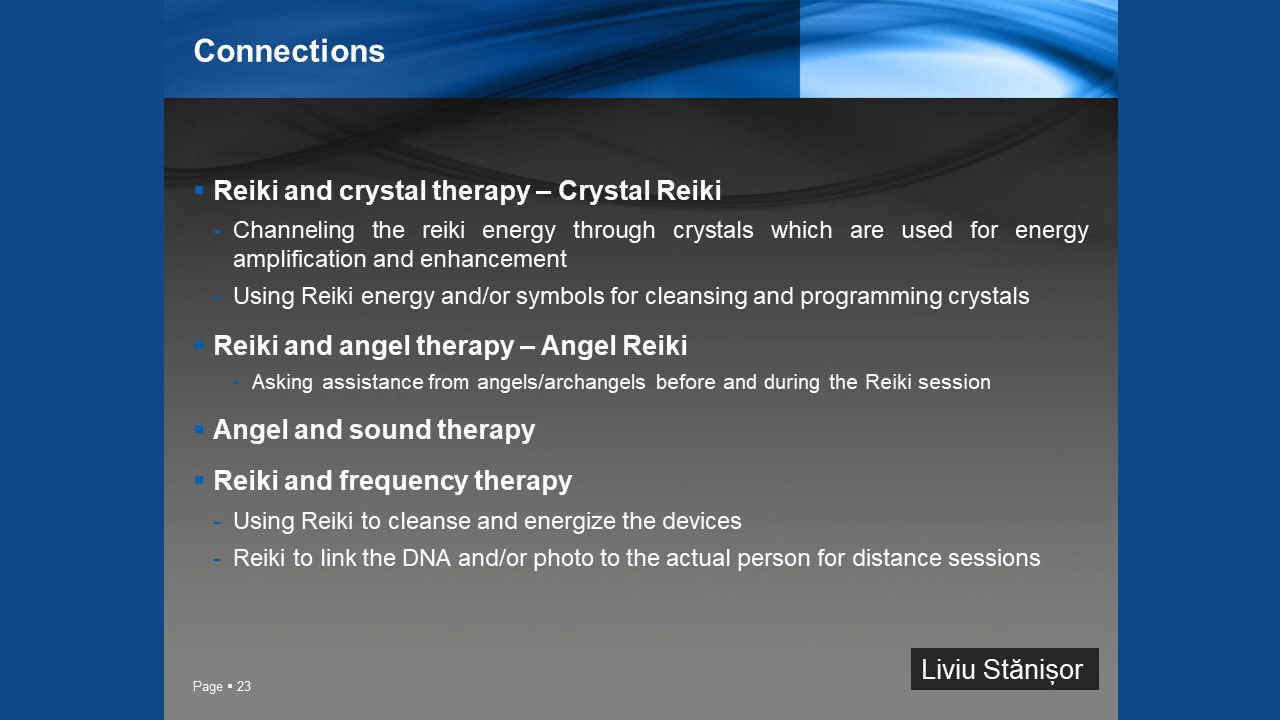 Connections
▪ Reiki and crystal therapy – Crystal Reiki
- Channeling the reiki energy through crystals which are used for energy
amplification and enhancement
- Using Reiki energy and/or symbols for cleansing and programming crystals
▪ Reiki and angel therapy – Angel Reiki
- Asking assistance from angels/archangels before and during the Reiki session
▪ Angel and sound therapy
▪ Reiki and frequency therapy
- Using Reiki to cleanse and energize the devices
- Reiki to link the DNA and/or photo to the actual person for distance sessions
Liviu Stănișor
Page ▪ 23